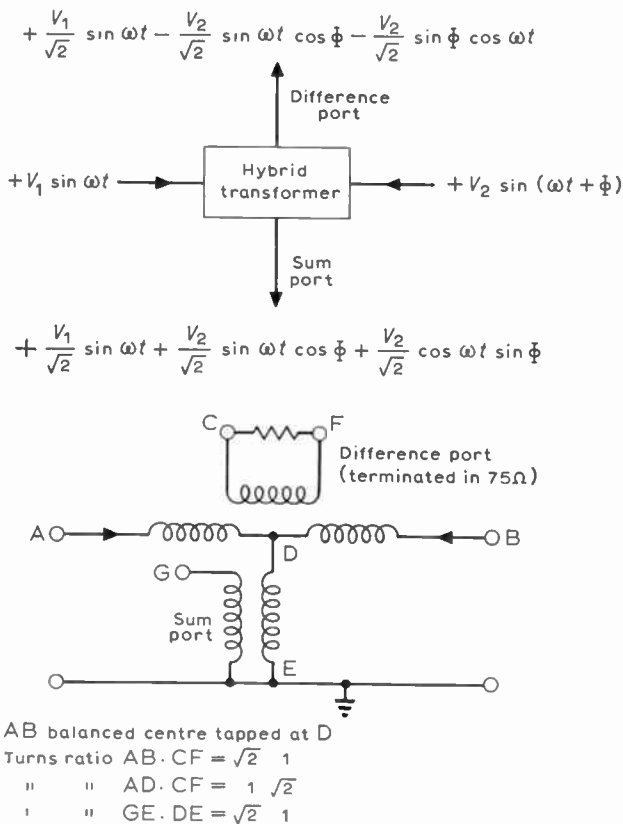 + V₁/√2 sin ωt − V₂/√2 sin ωt cos Φ − V₂/√2 sin Φ cos ωt
Difference
port
+V₁ sin ωt
Hybrid
transformer
+V₂ sin (ωt + Φ)
Sum
port
+ V₁/√2 sin ωt + V₂/√2 sin ωt cos Φ + V₂/√2 cos ωt sin Φ
C
F
Difference port
(terminated in 75Ω)
A
B
D
G
Sum
port
E
AB balanced centre tapped at D
Turns ratio AB. CF = √2 1
" " AD. CF = 1 √2
' " GE. DE = √2 1